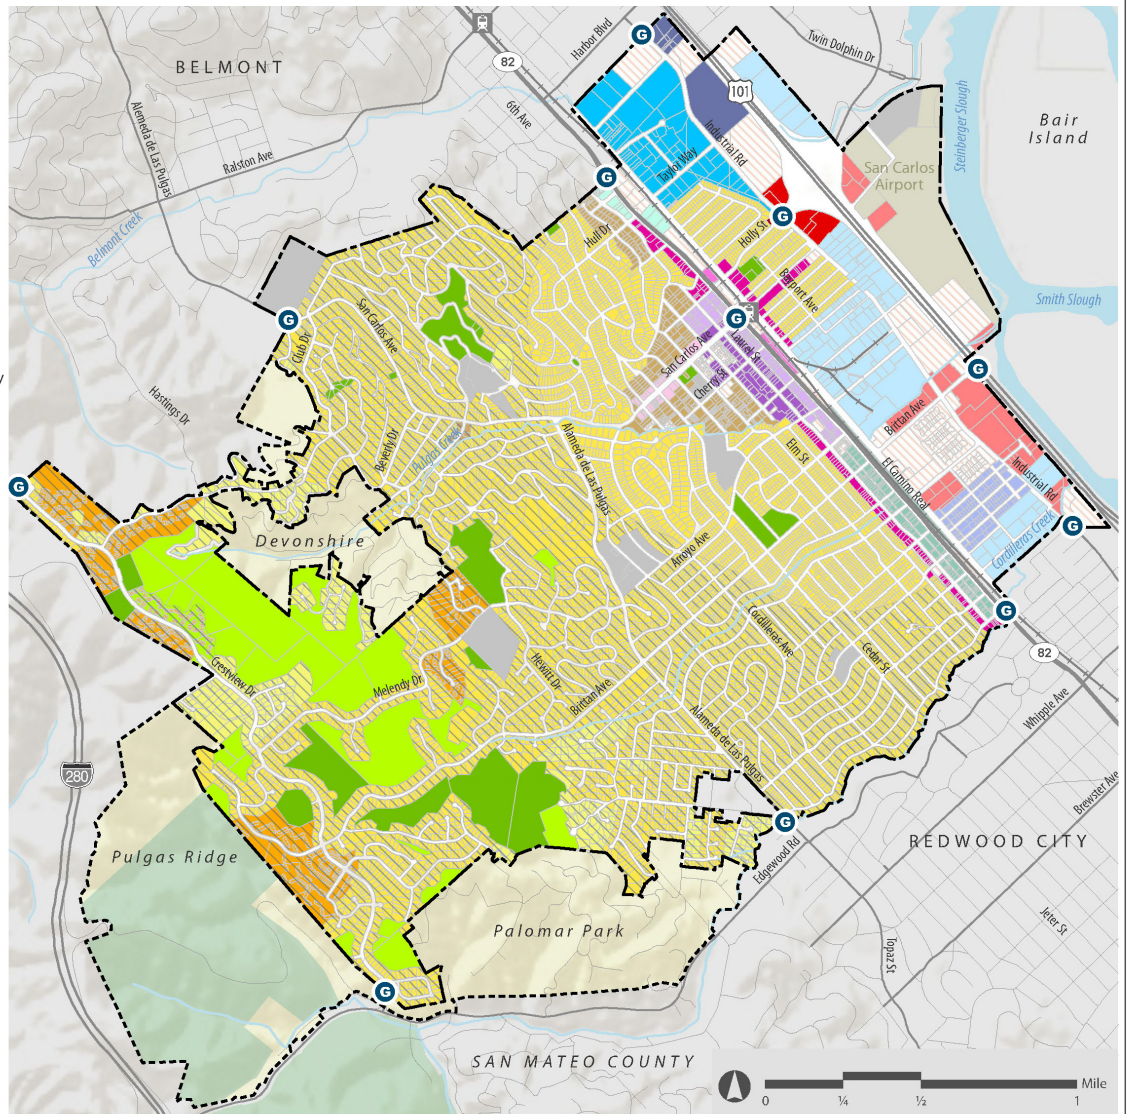 Harbor Blvd
G
Twin Dolphin Dr
BELMONT
82
101
6th Ave
Alameda de Las Pulgas
Ralston Ave
Industrial Rd
Taylor Way
San Carlos
Airport
Steinberger Slough
Bair
Island
G
Belmont Creek
Hull Dr
Holly St
G
Bayport Ave
Smith Slough
G
Club Dr
San Carlos Ave
G
San Carlos Ave
Laurel St
Cherry St
G
y
Hastings Dr
Beverly Dr
Pulgas Creek
Alameda de Las Pulgas
Elm St
Brittan Ave
El Camino Real
Industrial Rd
Cordilleras Creek
G
G
Devonshire
Arroyo Ave
G
82
Crestview Dr
Melendy Dr
Hewitt Dr
Brittan Ave
Cordilleras Ave
Cedar St
Whipple Ave
Alameda de Las Pulgas
280
Brewster Ave
G
Pulgas Ridge
Edgewood Rd
REDWOOD CITY
Palomar Park
Jeter St
Topaz St
G
SAN MATEO COUNTY
0 ¼ ½ 1 Mile